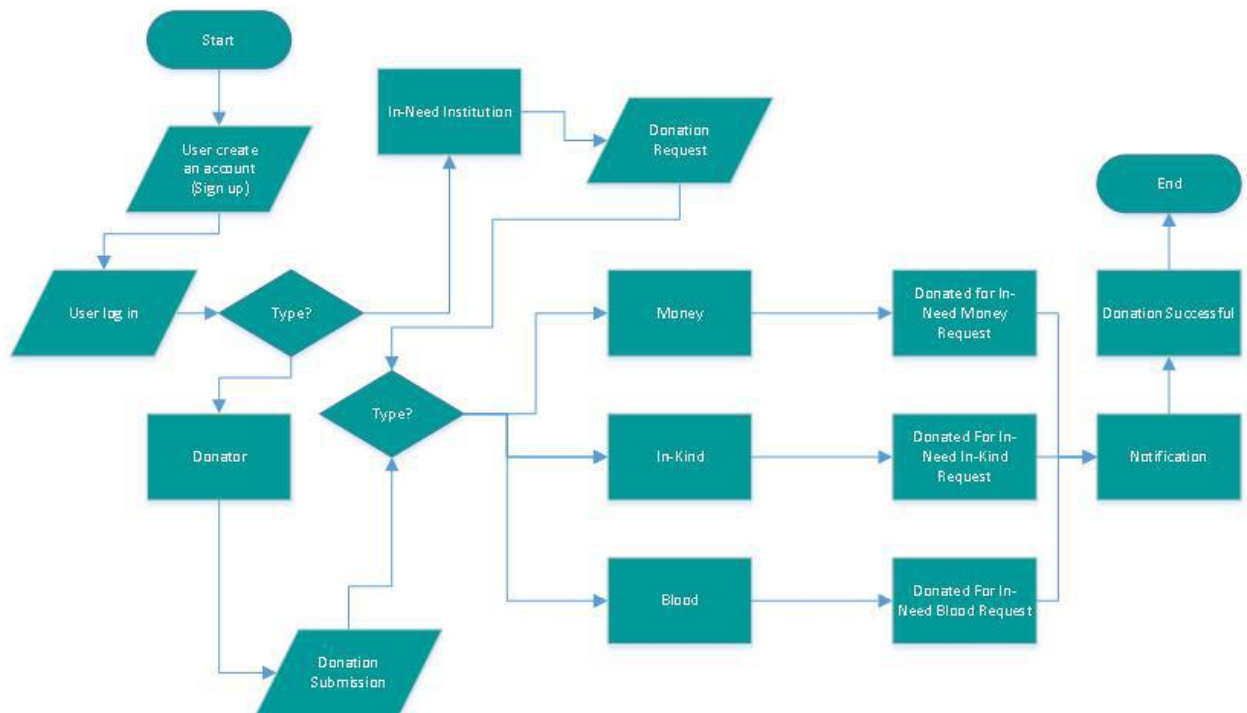 Start
User create
an account
(Sign up)
User log in
Type?
In-Need Institution
Donation
Request
Donator
Donation
Submission
Type?
Money
In-Kind
Blood
Donated for In-
Need Money
Request
Donated For In-
Need In-Kind
Request
Donated For In-
Need Blood Request
Notification
Donation Successful
End